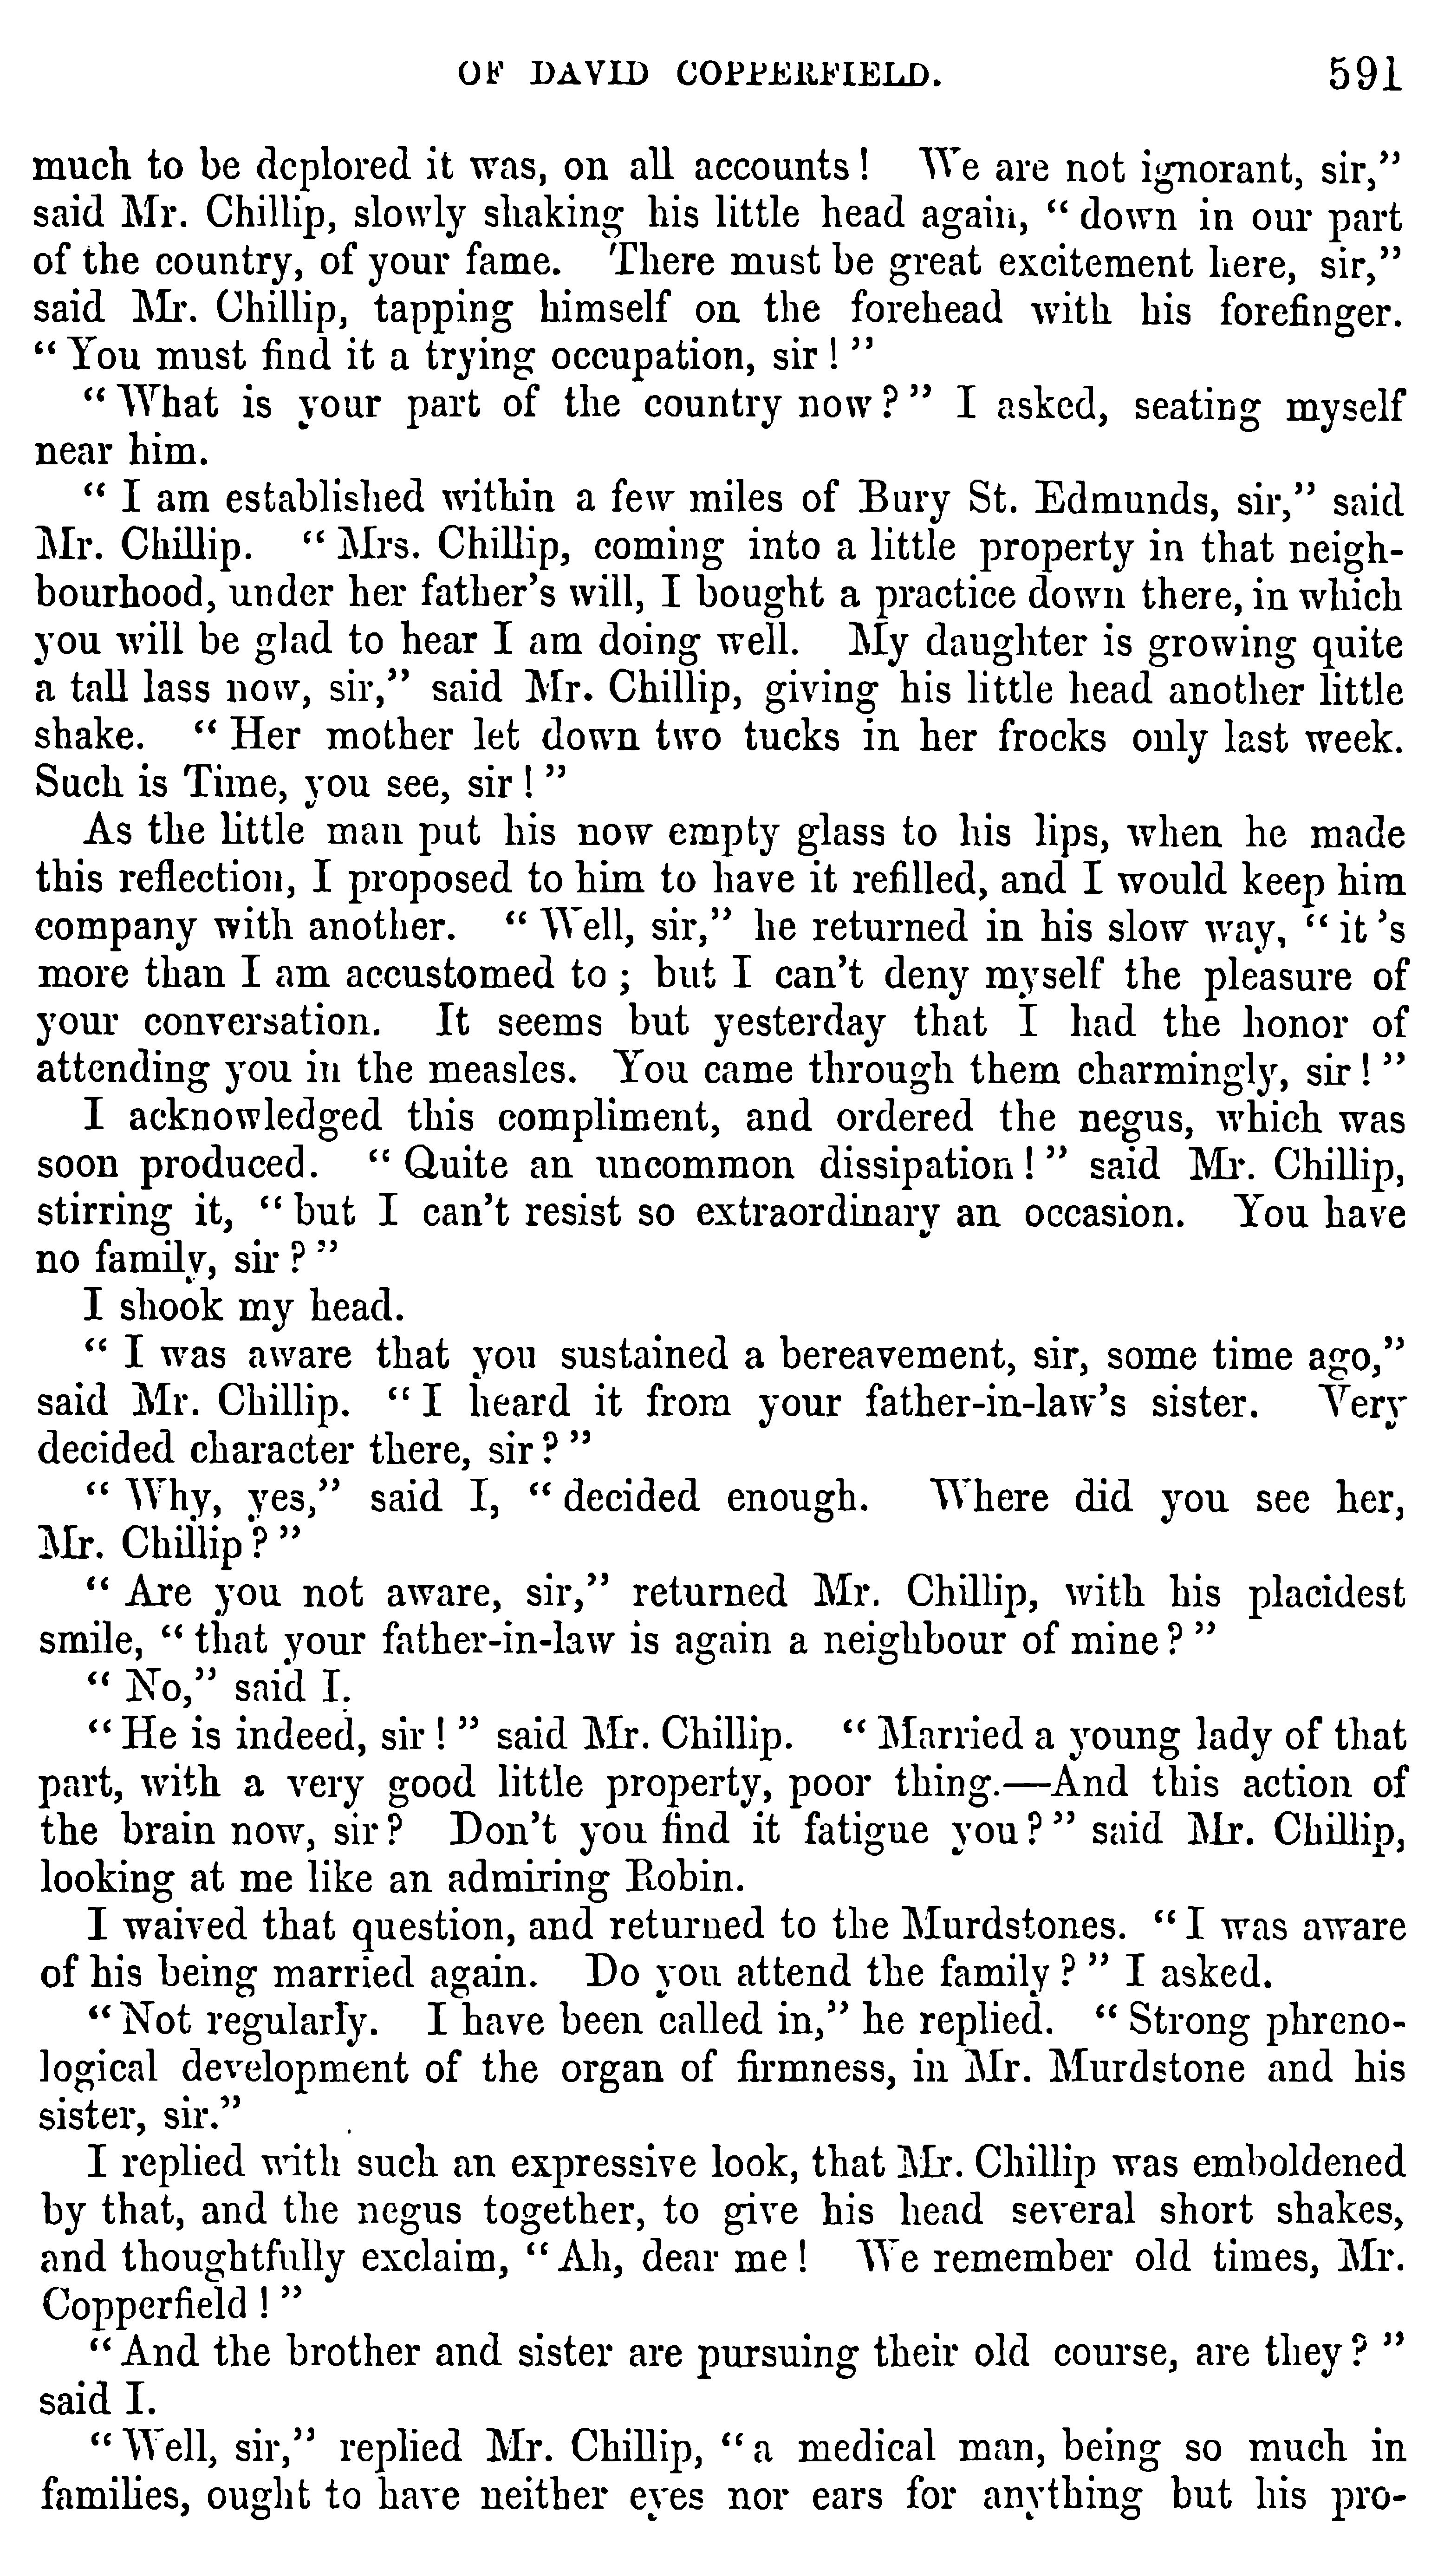 OF DAVID COPPERFIELD. 591
much to be deplored it was, on all accounts! We are not ignorant, sir,"
said Mr. Chillip, slowly shaking his little head again, "down in our part
of the country, of your fame. There must be great excitement here, sir,"
said Mr. Chillip, tapping himself on the forehead with his forefinger.
"You must find it a trying occupation, sir!"
"What is your part of the country now?" I asked, seating myself
near him.
"I am established within a few miles of Bury St. Edmunds, sir," said
Mr. Chillip. "Mrs. Chillip, coming into a little property in that neigh-
bourhood, under her father's will, I bought a practice down there, in which
you will be glad to hear I am doing well. My daughter is growing quite
a tall lass now, sir," said Mr. Chillip, giving his little head another little
shake. "Her mother let down two tucks in her frocks only last week.
Such is Time, you see, sir!"
As the little man put his now empty glass to his lips, when he made
this reflection, I proposed to him to have it refilled, and I would keep him
company with another. "Well, sir," he returned in his slow way, "it 's
more than I am accustomed to; but I can't deny myself the pleasure of
your conversation. It seems but yesterday that I had the honor of
attending you in the measles. You came through them charmingly, sir!"
I acknowledged this compliment, and ordered the negus, which was
soon produced. "Quite an uncommon dissipation!" said Mr. Chillip,
stirring it, "but I can't resist so extraordinary an occasion. You have
no family, sir?"
I shook my head.
"I was aware that you sustained a bereavement, sir, some time ago,"
said Mr. Chillip. "I heard it from your father-in-law's sister. Very
decided character there, sir?"
"Why, yes," said I, "decided enough. Where did you see her,
Mr. Chillip?"
"Are you not aware, sir," returned Mr. Chillip, with his placidest
smile, "that your father-in-law is again a neighbour of mine?"
"No," said I.
"He is indeed, sir!" said Mr. Chillip. "Married a young lady of that
part, with a very good little property, poor thing.—And this action of
the brain now, sir? Don't you find it fatigue you?" said Mr. Chillip,
looking at me like an admiring Robin.
I waived that question, and returned to the Murdstones. "I was aware
of his being married again. Do you attend the family?" I asked.
"Not regularly. I have been called in," he replied. "Strong phreno-
logical development of the organ of firmness, in Mr. Murdstone and his
sister, sir."
I replied with such an expressive look, that Mr. Chillip was emboldened
by that, and the negus together, to give his head several short shakes,
and thoughtfully exclaim, "Ah, dear me! We remember old times, Mr.
Copperfield!"
"And the brother and sister are pursuing their old course, are they?"
said I.
"Well, sir," replied Mr. Chillip, "a medical man, being so much in
families, ought to have neither eyes nor ears for anything but his pro-